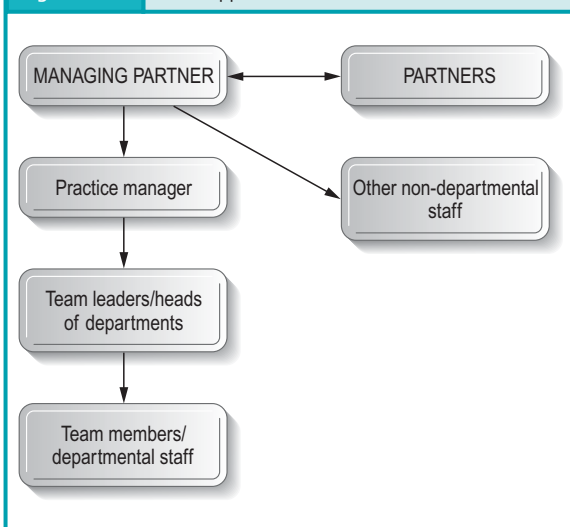 MANAGING PARTNER
PARTNERS
Practice manager
Other non-departmental
staff
Team leaders/heads
of departments
Team members/
departmental staff